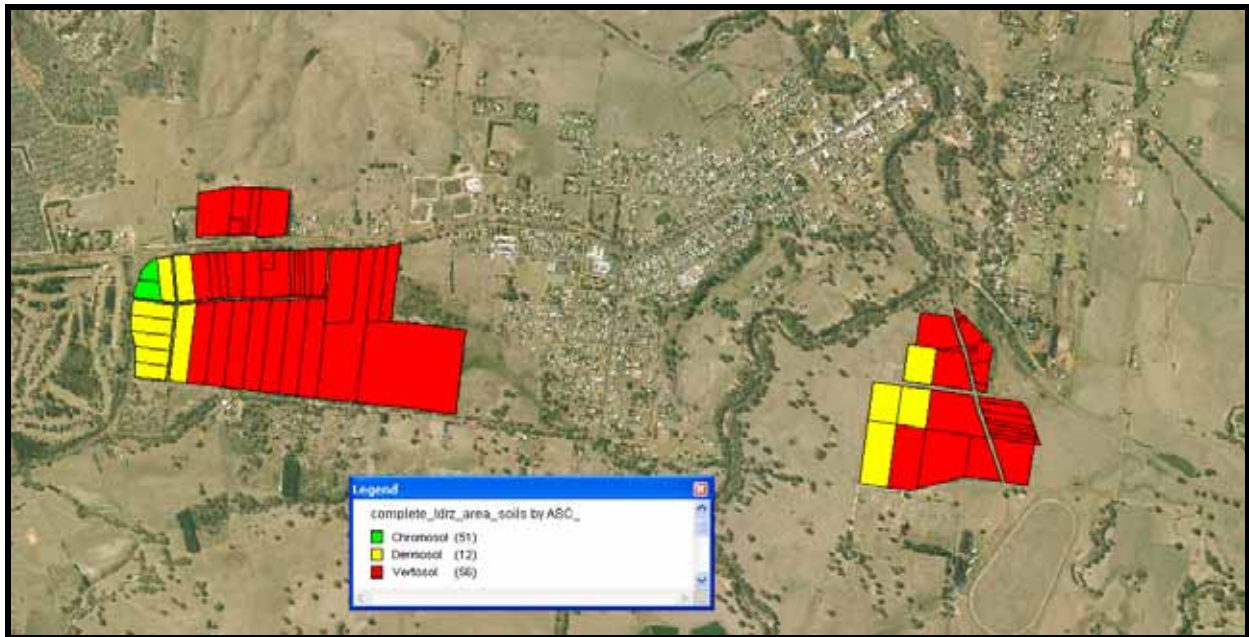 Legend
complete_ldrz_area_soils by ASC_
Chromosol (51)
Dermosol (12)
Vertosol (56)